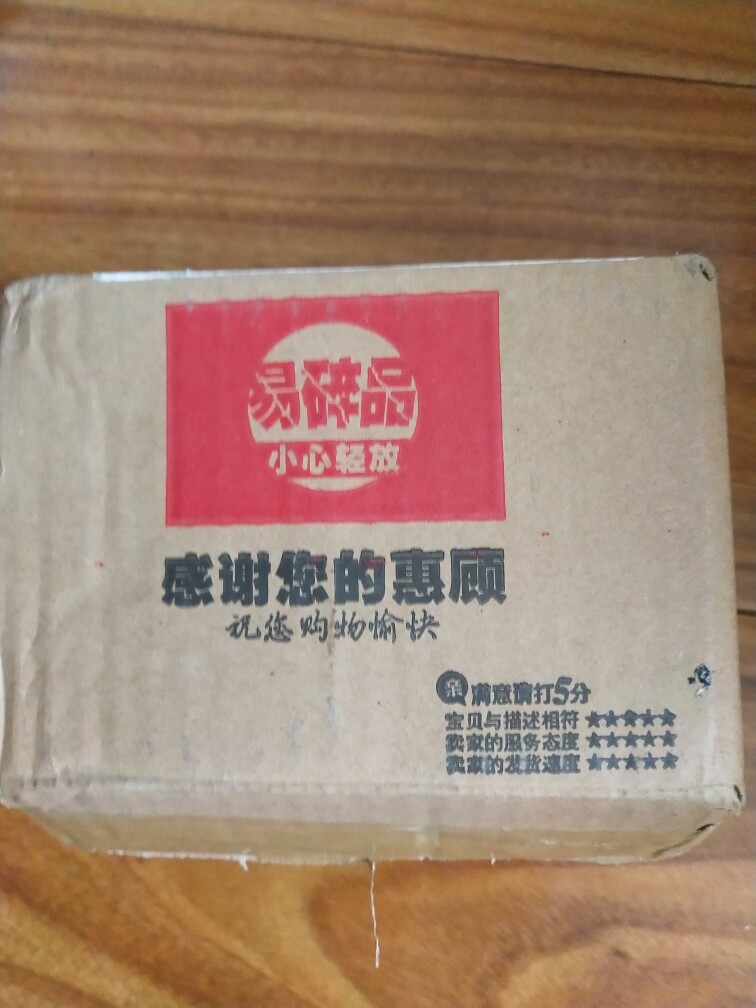 易碎品
小心轻放
感谢您的惠顾
祝您购物愉快
亲 满意请打5分
宝贝与描述相符 ★★★★★
卖家的服务态度 ★★★★★
卖家的发货速度 ★★★★★